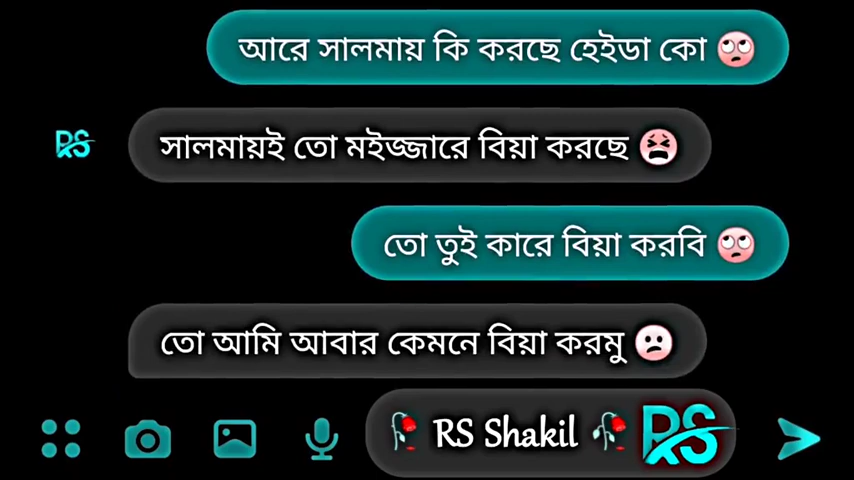 আরে সালমায় কি করছে হেইডা কো 🙄
RS
সালমায়ই তো মইজ্জারে বিয়া করছে 😫
তো তুই কারে বিয়া করবি 🙄
তো আমি আবার কেমনে বিয়া করমু 🙁
🥀 RS Shakil 🥀 RS